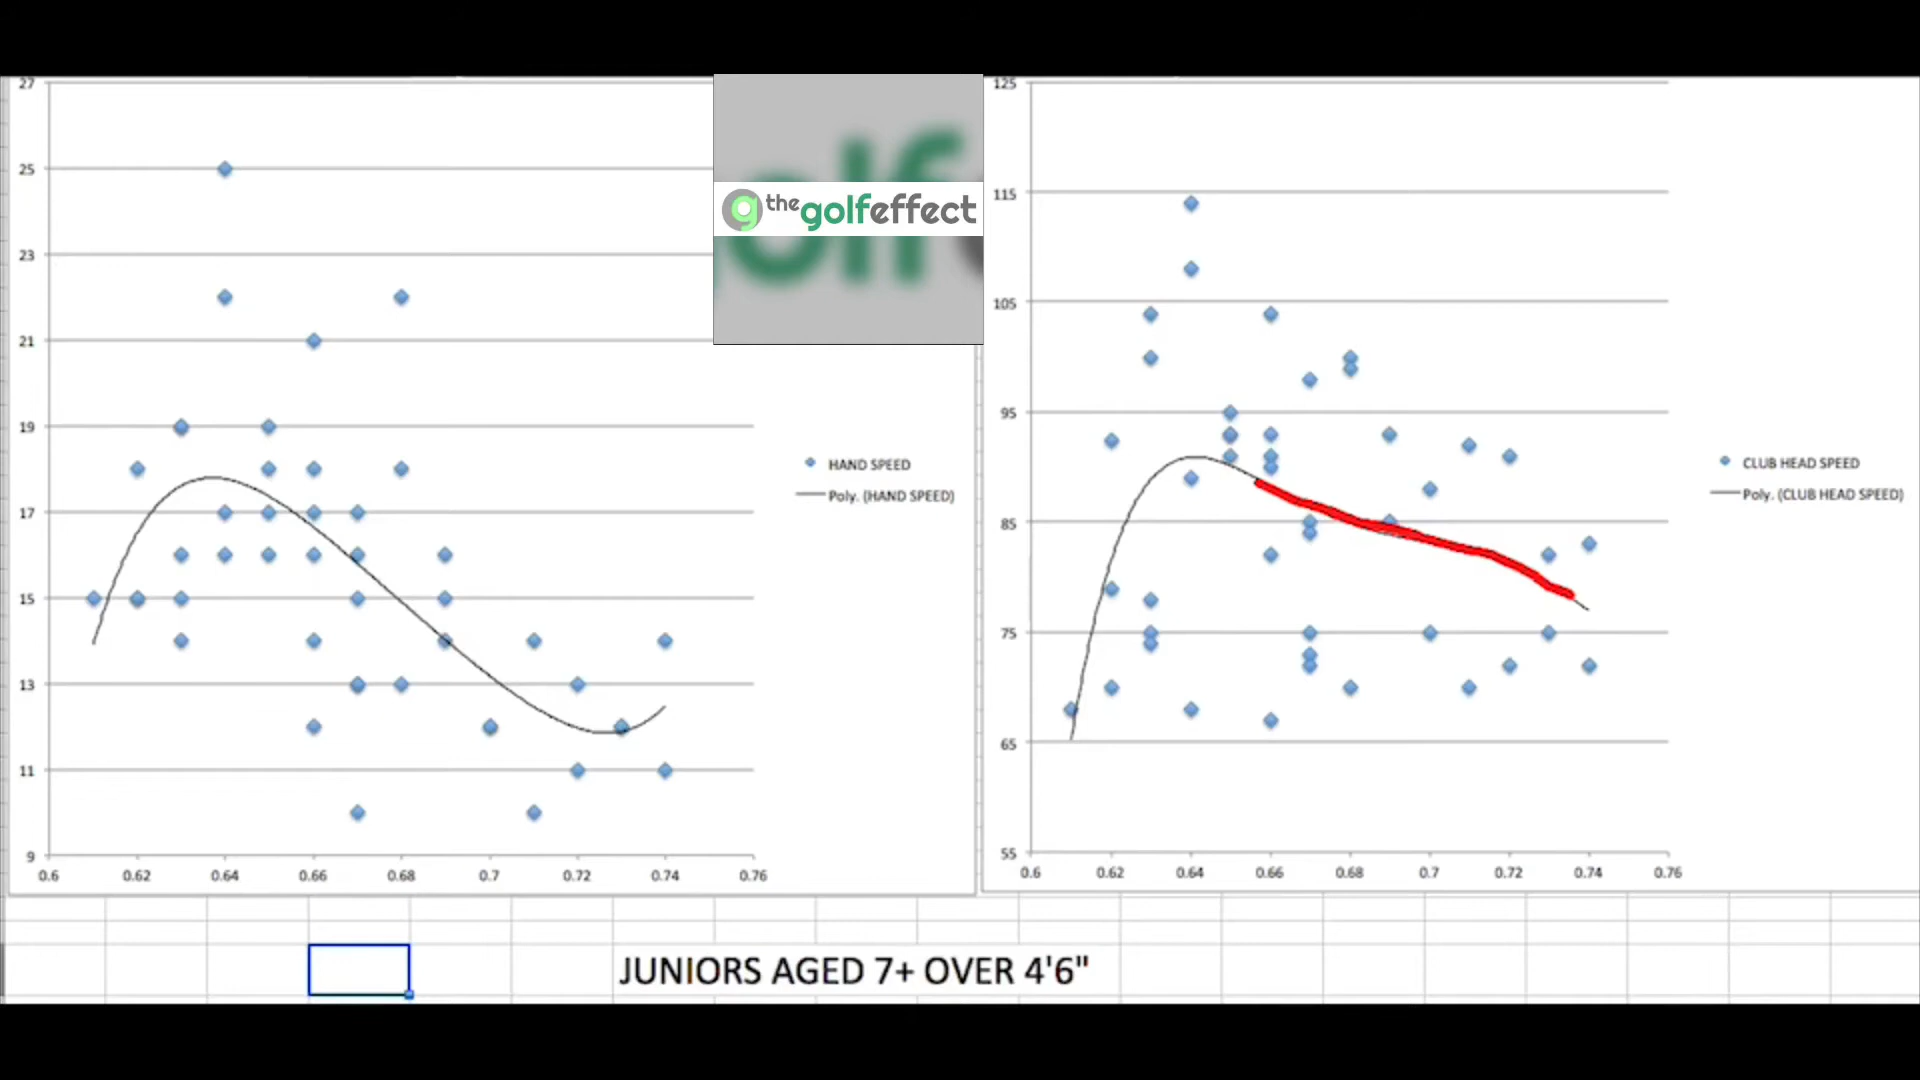 27
25
23
21
19
17
15
13
11
9
0.6 0.62 0.64 0.66 0.68 0.7 0.72 0.74 0.76
HAND SPEED
Poly. (HAND SPEED)
olf
the golfeffect
125
115
105
95
85
75
65
55
0.6 0.62 0.64 0.66 0.68 0.7 0.72 0.74 0.76
CLUB HEAD SPEED
Poly. (CLUB HEAD SPEED)
JUNIORS AGED 7+ OVER 4'6"